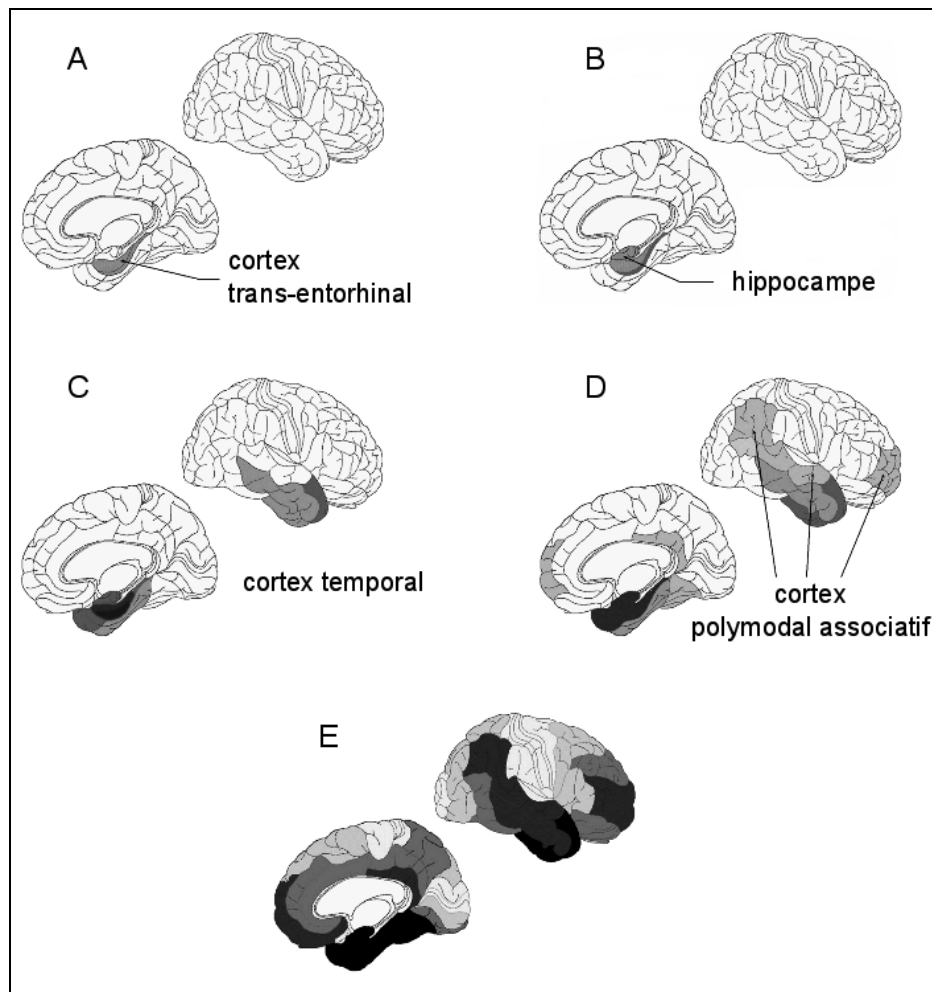 A
B
cortex
trans-entorhinal
hippocampe
C
D
cortex temporal
cortex
polymodal associatif
E